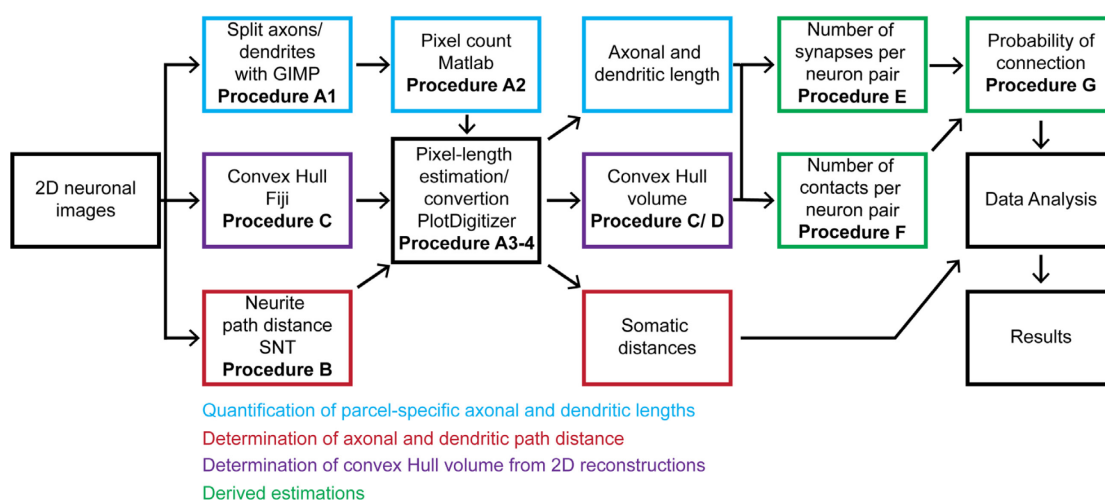 Split axons/
dendrites
with GIMP
Procedure A1
Pixel count
Matlab
Procedure A2
Axonal and
dendritic length
Number of
synapses per
neuron pair
Procedure E
Probability of
connection
Procedure G
2D neuronal
images
Convex Hull
Fiji
Procedure C
Pixel-length
estimation/
convertion
PlotDigitizer
Procedure A3-4
Convex Hull
volume
Procedure C/ D
Number of
contacts per
neuron pair
Procedure F
Data Analysis
Neurite
path distance
SNT
Procedure B
Somatic
distances
Results
Quantification of parcel-specific axonal and dendritic lengths
Determination of axonal and dendritic path distance
Determination of convex Hull volume from 2D reconstructions
Derived estimations